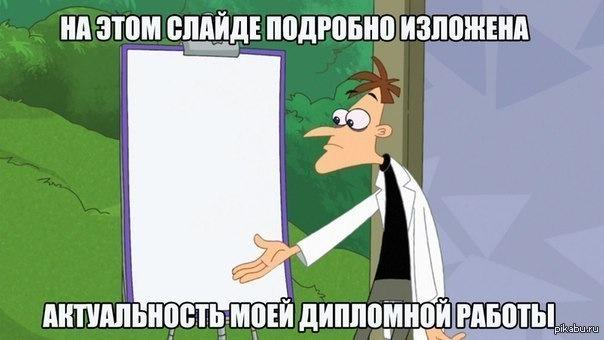 НА ЭТОМ СЛАЙДЕ ПОДРОБНО ИЗЛОЖЕНА
АКТУАЛЬНОСТЬ МОЕЙ ДИПЛОМНОЙ РАБОТЫ
pikabu.ru